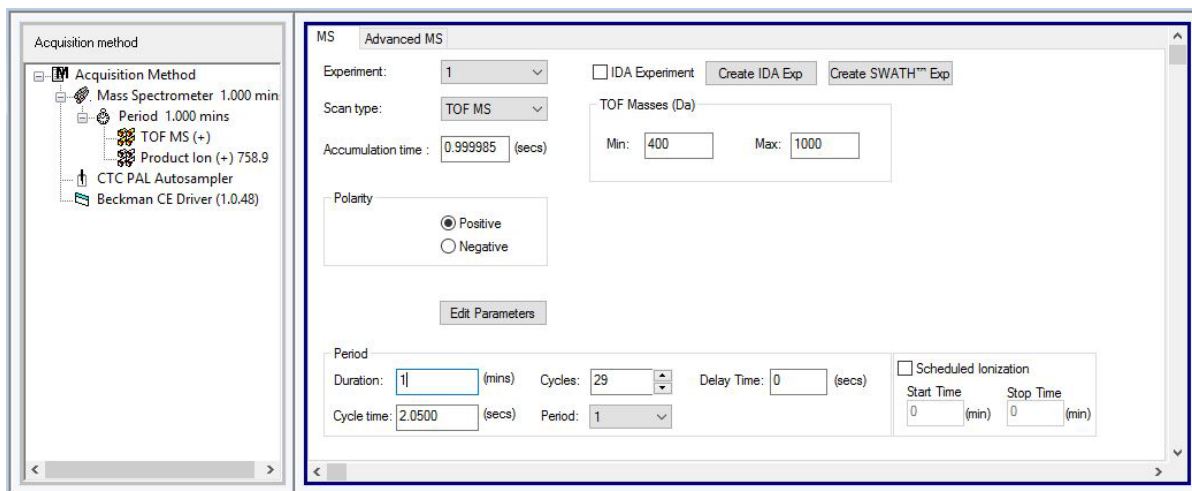 Acquisition method
Acquisition Method
Mass Spectrometer 1.000 min
Period 1.000 mins
TOF MS (+)
Product Ion (+) 758.9
CTC PAL Autosampler
Beckman CE Driver (1.0.48)
MS Advanced MS
Experiment: 1 IDA Experiment Create IDA Exp Create SWATH™ Exp
Scan type: TOF MS TOF Masses (Da)
Accumulation time : 0.999985 (secs) Min: 400 Max: 1000
Polarity
Positive
Negative
Edit Parameters
Period
Duration: 1 (mins) Cycles: 29 Delay Time: 0 (secs)
Cycle time: 2.0500 (secs) Period: 1
Scheduled Ionization
Start Time Stop Time
0 (min) 0 (min)